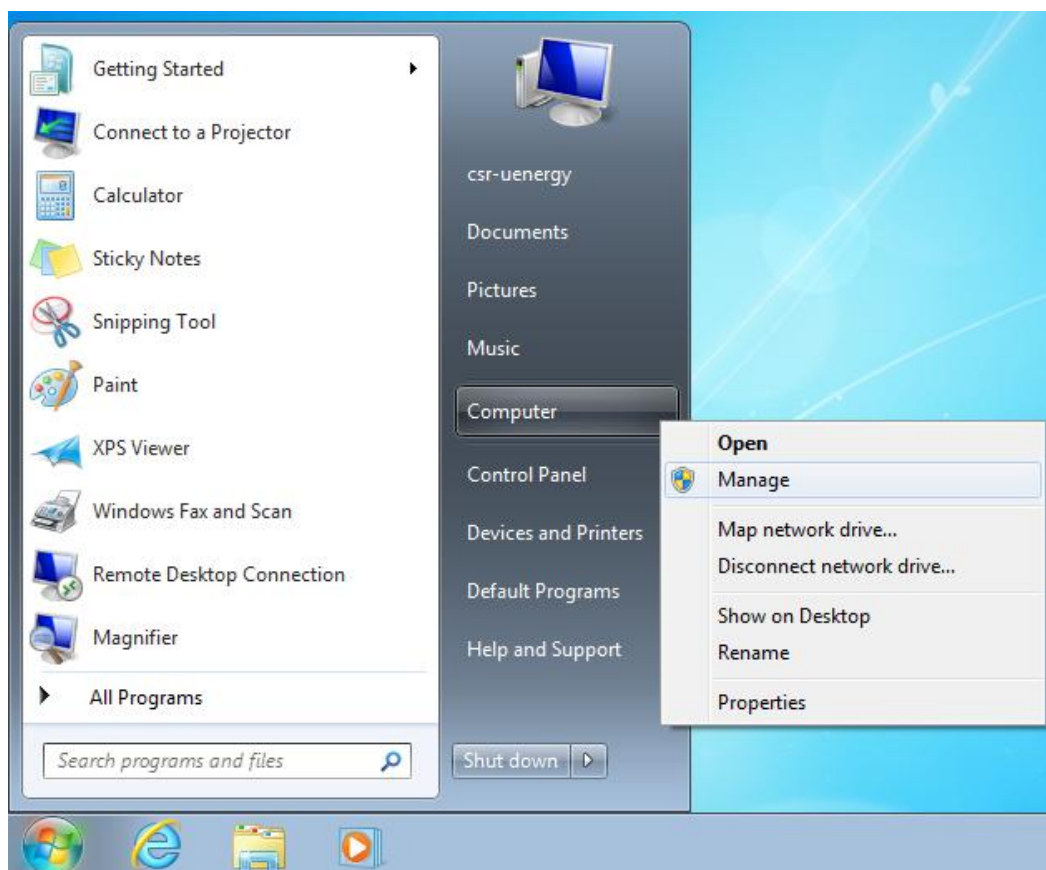 Getting Started
Connect to a Projector
Calculator
Sticky Notes
Snipping Tool
Paint
XPS Viewer
Windows Fax and Scan
Remote Desktop Connection
Magnifier
All Programs
Search programs and files
csr-uenergy
Documents
Pictures
Music
Computer
Control Panel
Devices and Printers
Default Programs
Help and Support
Shut down
Open
Manage
Map network drive...
Disconnect network drive...
Show on Desktop
Rename
Properties